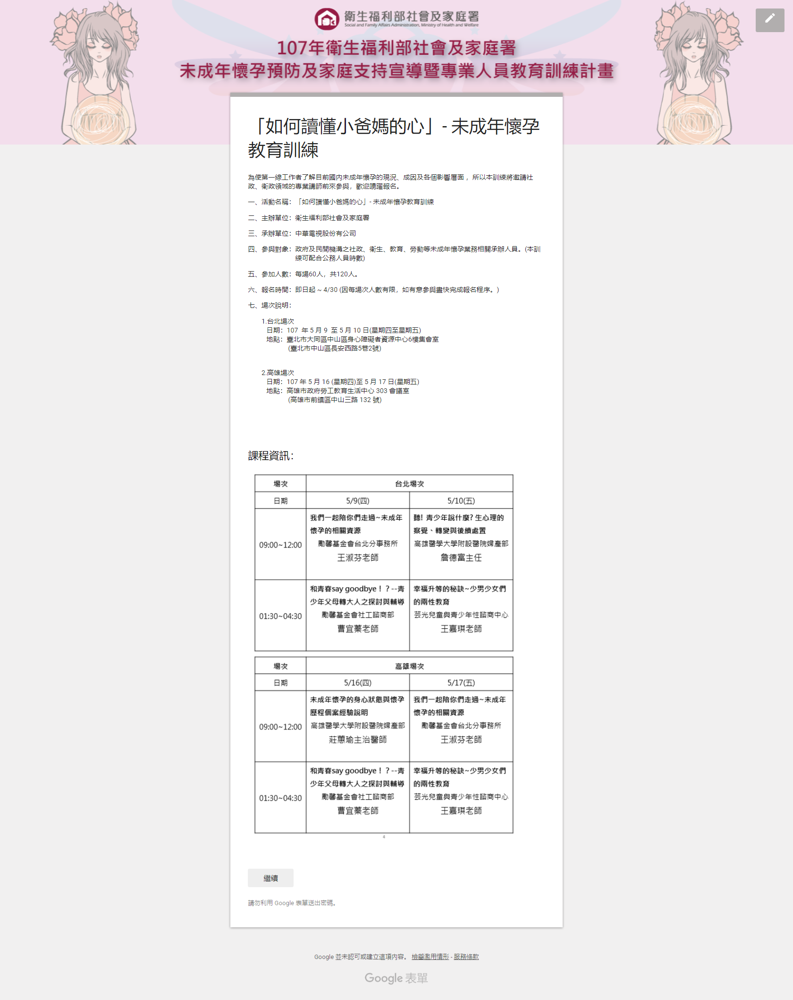 衛生福利部社會及家庭署
Social and Family Affairs Administration, Ministry of Health and Welfare
107年衛生福利部社會及家庭署
未成年懷孕預防及家庭支持宣導暨專業人員教育訓練計畫
「如何讀懂小爸媽的心」- 未成年懷孕
教育訓練
為使第一線工作者了解目前國內未成年懷孕的現況、成因及各個影響層面 ，所以本訓練將邀請社
政、衛政領域的專業講師前來參與，歡迎踴躍報名。
一、活動名稱：「如何讀懂小爸媽的心」- 未成年懷孕教育訓練
二、主辦單位：衛生福利部社會及家庭署
三、承辦單位：中華電視股份有公司
四、參與對象：政府及民間機溝之社政、衛生、教育、勞動等未成年懷孕業務相關承辦人員。(本訓
練可配合公務人員時數)
五、參加人數：每場60人，共120人。
六、報名時間：即日起 ~ 4/30 (因每場次人數有限，如有意參與盡快完成報名程序。)
七、場次說明：
1.台北場次
日期：107 年 5 月 9 至 5 月 10 日(星期四至星期五)
地點：臺北市大同區中山區身心障礙者資源中心6樓集會室
(臺北市中山區長安西路5巷2號)
2.高雄場次
日期：107 年 5 月 16 (星期四)至 5 月 17 日(星期五)
地點：高雄市政府勞工教育生活中心 303 會議室
(高雄市前鎮區中山三路 132 號)
課程資訊：
場次 台北場次
日期 5/9(四) 5/10(五)
09:00~12:00
我們一起陪你們走過~未成年
懷孕的相關資源
勵馨基金會台北分事務所
王淑芬老師
聽! 青少年說什麼? 生心理的
察覺、轉變與後續處置
高雄醫學大學附設醫院婦產部
詹德富主任
01:30~04:30
和青春say goodbye！？--青
少年父母轉大人之探討與輔導
勵馨基金會社工諮商部
曹宜蓁老師
幸福升等的秘訣~少男少女們
的兩性教育
芸光兒童與青少年性諮商中心
王嘉琪老師
場次 高雄場次
日期 5/16(四) 5/17(五)
09:00~12:00
未成年懷孕的身心狀態與懷孕
歷程個案經驗說明
高雄醫學大學附設醫院婦產部
莊蕙瑜主治醫師
我們一起陪你們走過~未成年
懷孕的相關資源
勵馨基金會台北分事務所
王淑芬老師
01:30~04:30
和青春say goodbye！？--青
少年父母轉大人之探討與輔導
勵馨基金會社工諮商部
曹宜蓁老師
幸福升等的秘訣~少男少女們
的兩性教育
芸光兒童與青少年性諮商中心
王嘉琪老師
4
繼續
請勿利用 Google 表單送出密碼。
Google 並未認可或建立這項內容。 檢舉濫用情形 - 服務條款
Google 表單